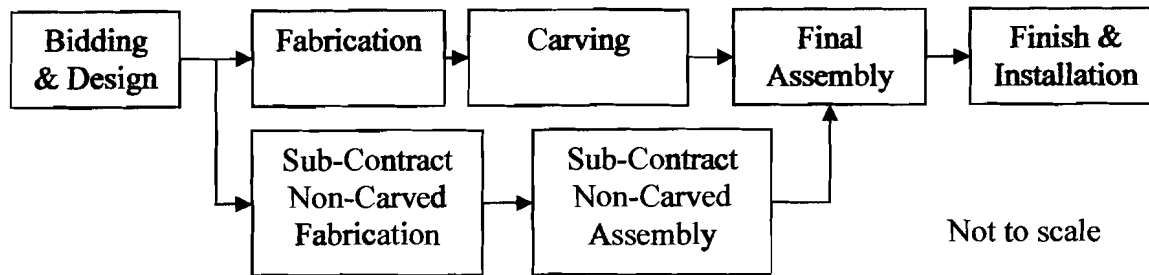 Bidding
& Design
Fabrication
Carving
Final
Assembly
Finish &
Installation
Sub-Contract
Non-Carved
Fabrication
Sub-Contract
Non-Carved
Assembly
Not to scale